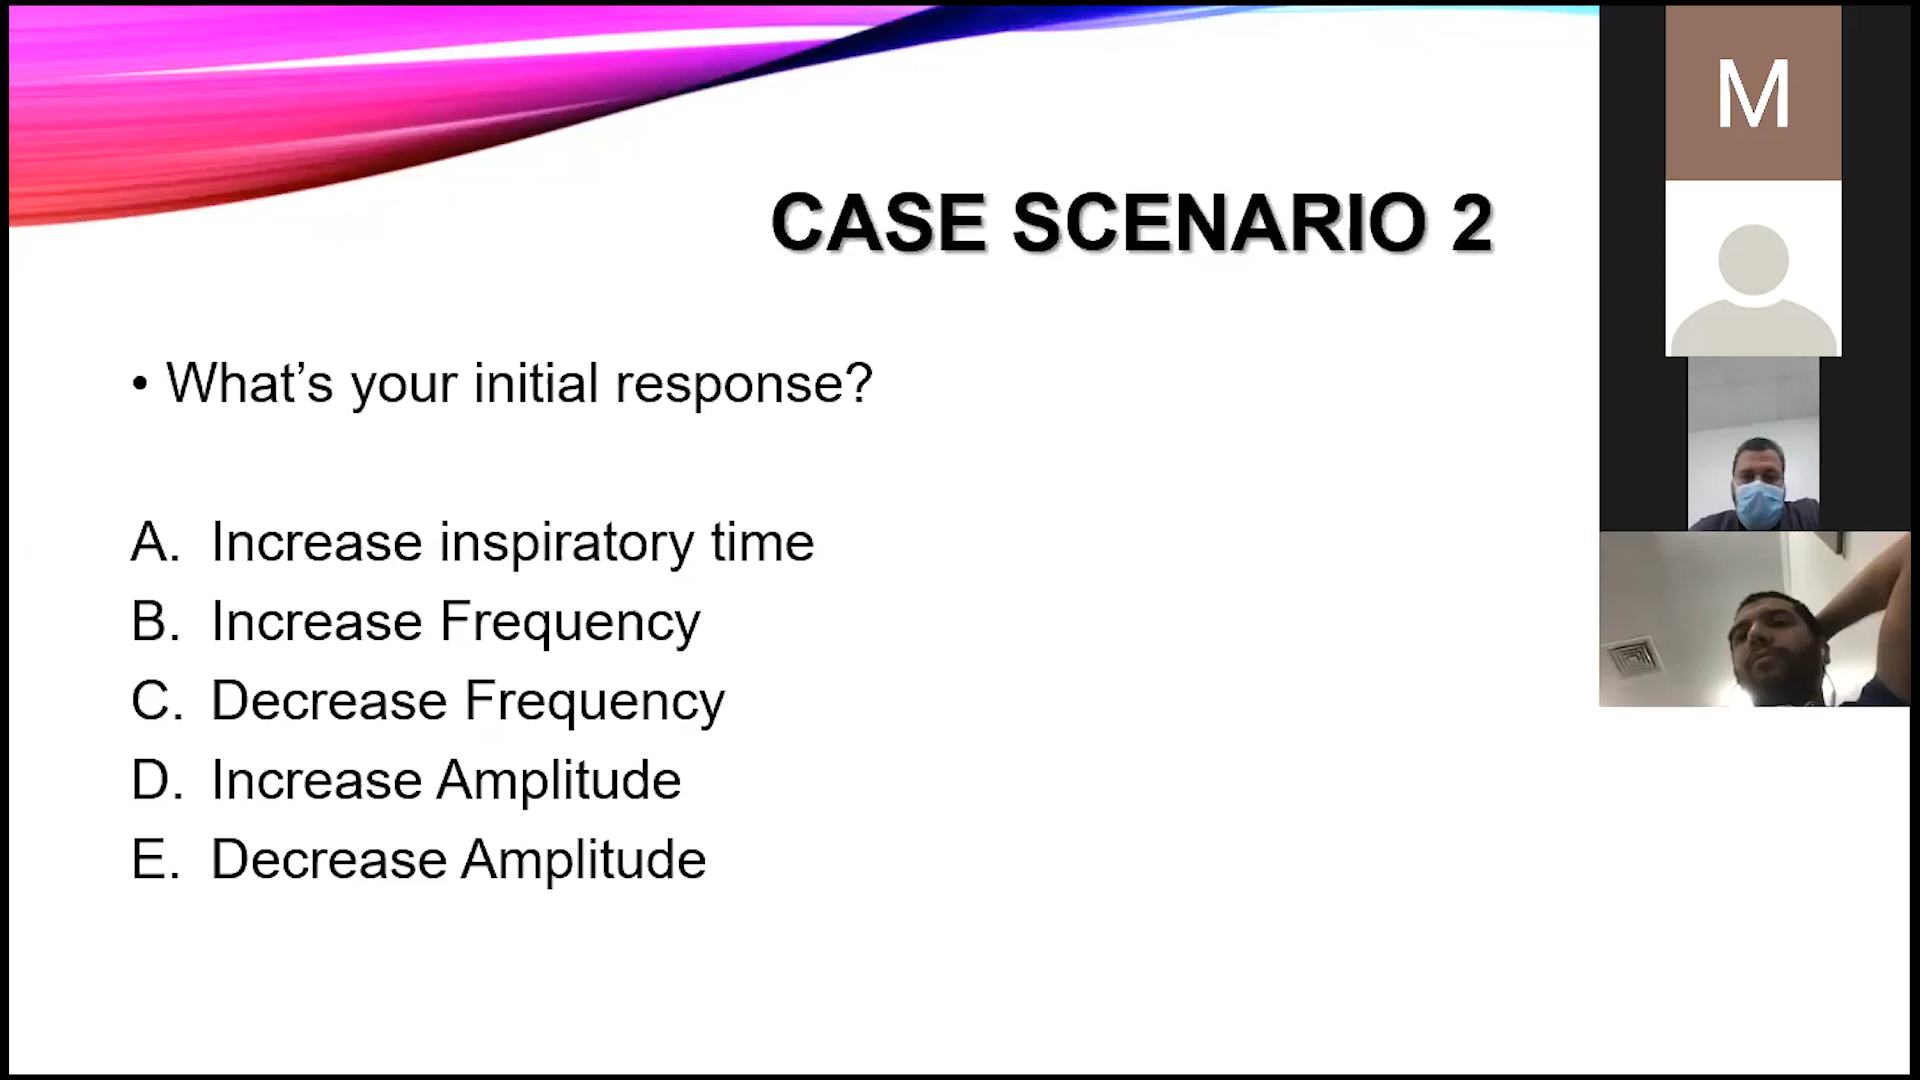 CASE SCENARIO 2
• What’s your initial response?
A. Increase inspiratory time
B. Increase Frequency
C. Decrease Frequency
D. Increase Amplitude
E. Decrease Amplitude
M